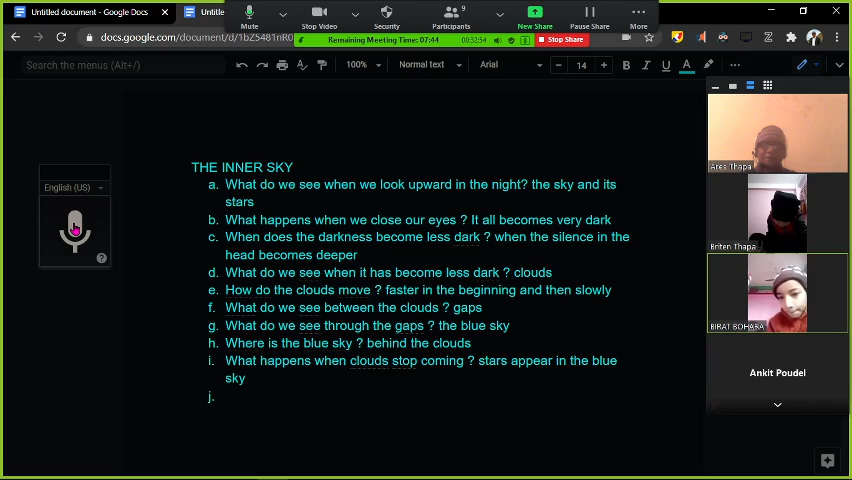 Untitled document - Google Docs
Untitled
Mute
Stop Video
Security
9
Participants
New Share
Pause Share
More
docs.google.com/document/d/1bZ5481nR0
Remaining Meeting Time: 07:44
00:32:54
Stop Share
Search the menus (Alt+/)
100%
Normal text
Arial
14
B I U A
English (US)
THE INNER SKY
a. What do we see when we look upward in the night? the sky and its
stars
b. What happens when we close our eyes ? It all becomes very dark
c. When does the darkness become less dark ? when the silence in the
head becomes deeper
d. What do we see when it has become less dark ? clouds
e. How do the clouds move ? faster in the beginning and then slowly
f. What do we see between the clouds ? gaps
g. What do we see through the gaps ? the blue sky
h. Where is the blue sky ? behind the clouds
i. What happens when clouds stop coming ? stars appear in the blue
sky
j.
Ares Thapa
Briten Thapa
BIRAT BOHARA
Ankit Poudel